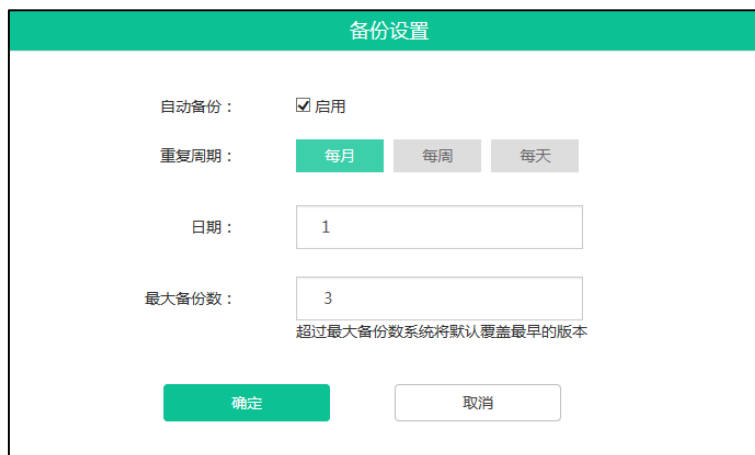 备份设置
自动备份： 启用
重复周期： 每月 每周 每天
日期： 1
最大备份数： 3
超过最大备份数系统将默认覆盖最早的版本
确定 取消